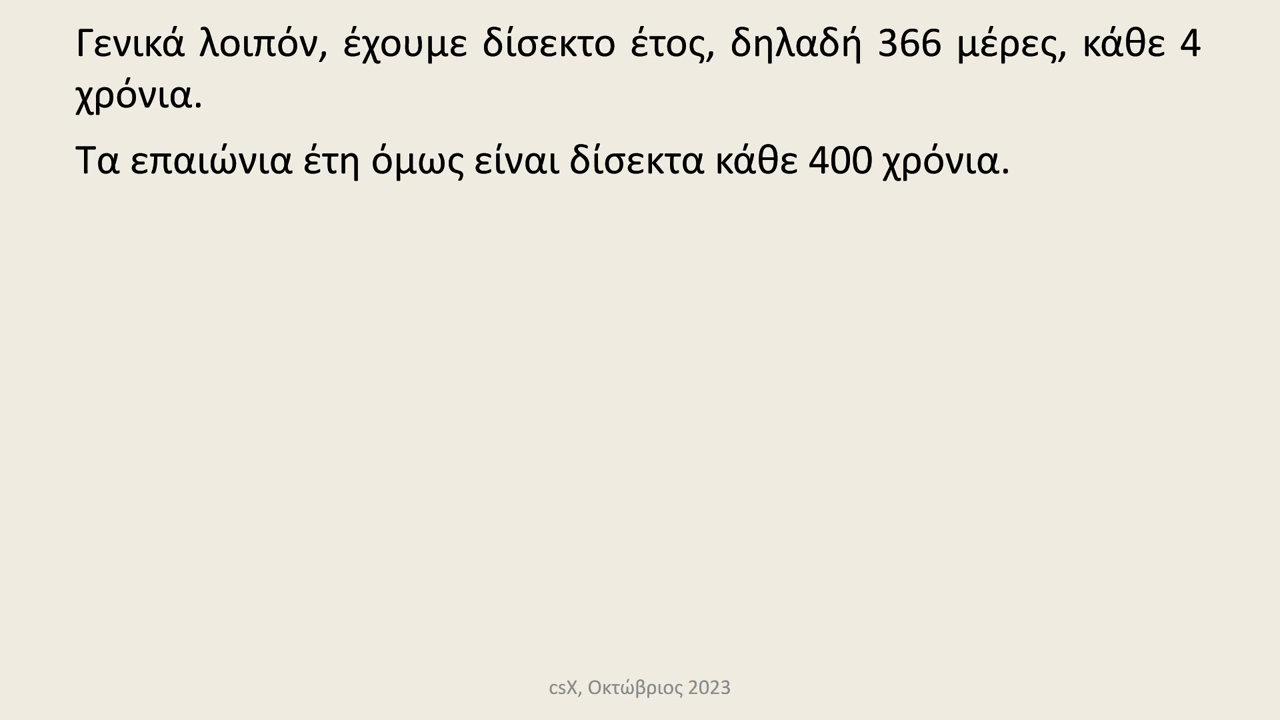 Γενικά λοιπόν, έχουμε δίσεκτο έτος, δηλαδή 366 μέρες, κάθε 4
χρόνια.
Τα επαιώνια έτη όμως είναι δίσεκτα κάθε 400 χρόνια.
csX, Οκτώβριος 2023